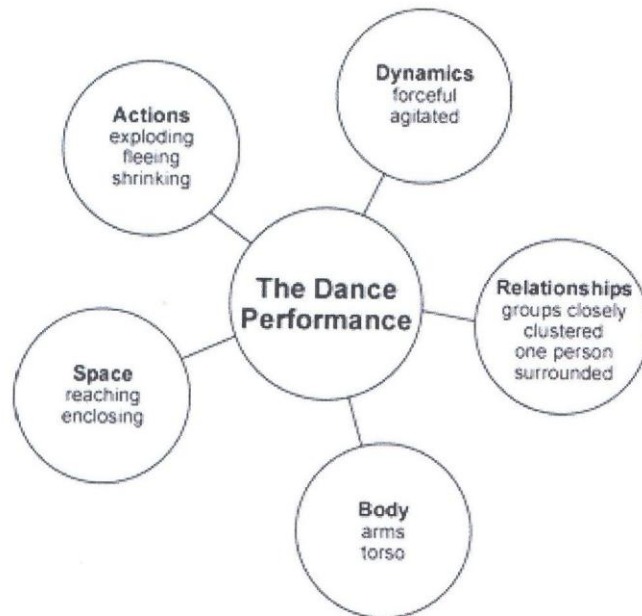 Dynamics
forceful
agitated
Actions
exploding
fleeing
shrinking
The Dance
Performance
Relationships
groups closely
clustered
one person
surrounded
Space
reaching
enclosing
Body
arms
torso